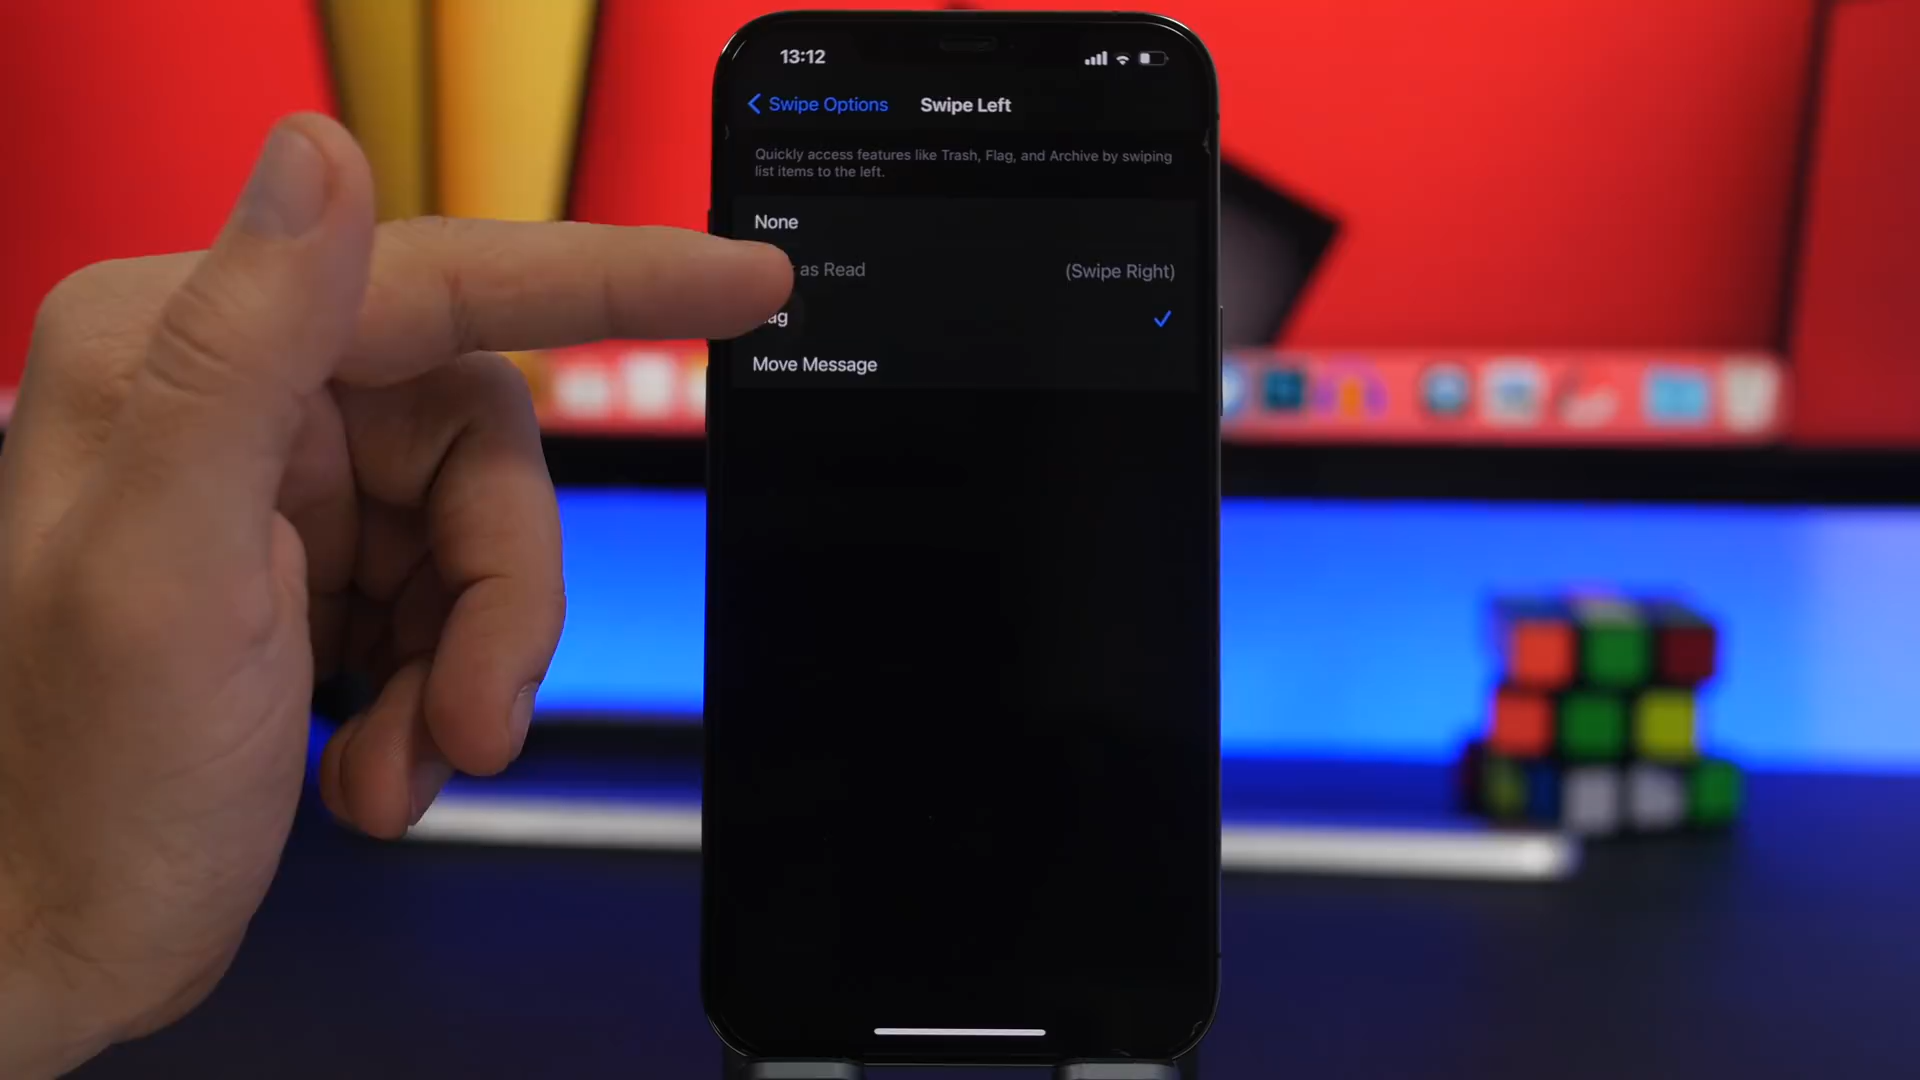 13:12
Swipe Options
Swipe Left
Quickly access features like Trash, Flag, and Archive by swiping
list items to the left.
None
as Read (Swipe Right)
ag
Move Message